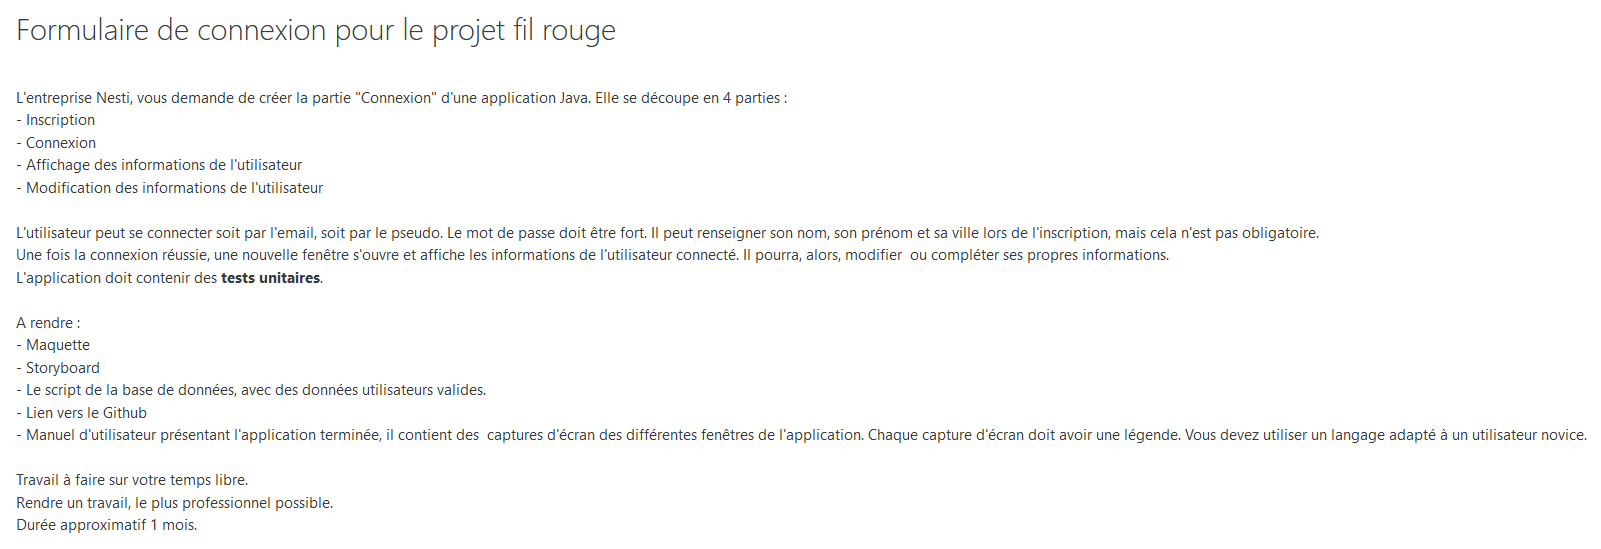 Formulaire de connexion pour le projet fil rouge
L'entreprise Nesti, vous demande de créer la partie "Connexion" d'une application Java. Elle se découpe en 4 parties :
- Inscription
- Connexion
- Affichage des informations de l'utilisateur
- Modification des informations de l'utilisateur
L'utilisateur peut se connecter soit par l'email, soit par le pseudo. Le mot de passe doit être fort. Il peut renseigner son nom, son prénom et sa ville lors de l'inscription, mais cela n'est pas obligatoire.
Une fois la connexion réussie, une nouvelle fenêtre s'ouvre et affiche les informations de l'utilisateur connecté. Il pourra, alors, modifier  ou compléter ses propres informations.
L'application doit contenir des tests unitaires.
A rendre :
- Maquette
- Storyboard
- Le script de la base de données, avec des données utilisateurs valides.
- Lien vers le Github
- Manuel d'utilisateur présentant l'application terminée, il contient des  captures d'écran des différentes fenêtres de l'application. Chaque capture d'écran doit avoir une légende. Vous devez utiliser un langage adapté à un utilisateur novice.
Travail à faire sur votre temps libre.
Rendre un travail, le plus professionnel possible.
Durée approximatif 1 mois.